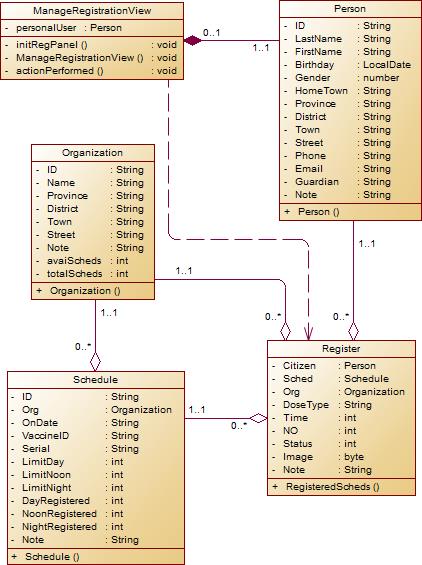 ManageRegistrationView
- personalUser : Person
+ initRegPanel () : void
+ ManageRegistrationView () : void
+ actionPerformed () : void
0..1
1..1
Person
- ID : String
- LastName : String
- FirstName : String
- Birthday : LocalDate
- Gender : number
- HomeTown : String
- Province : String
- District : String
- Town : String
- Street : String
- Phone : String
- Email : String
- Guardian : String
- Note : String
+ Person ()
Organization
- ID : String
- Name : String
- Province : String
- District : String
- Town : String
- Street : String
- Note : String
- avaiScheds : int
- totalScheds : int
+ Organization ()
1..1
1..1
1..1
0..*
0..*
0..*
Schedule
- ID : String
- Org : Organization
- OnDate : String
- VaccineID : String
- Serial : String
- LimitDay : int
- LimitNoon : int
- LimitNight : int
- DayRegistered : int
- NoonRegistered : int
- NightRegistered : int
- Note : String
+ Schedule ()
1..1
0..*
Register
- Citizen : Person
- Sched : Schedule
- Org : Organization
- DoseType : String
- Time : int
- NO : int
- Status : int
- Image : byte
- Note : String
+ RegisteredScheds ()